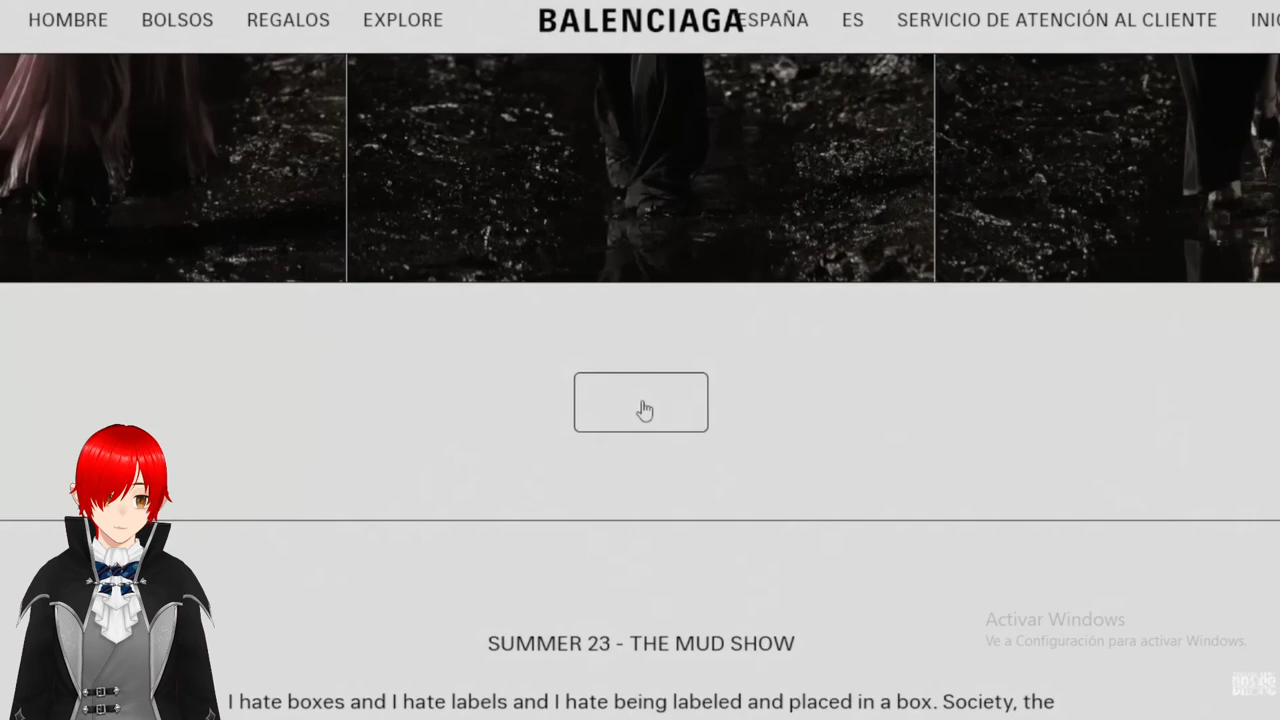 HOMBRE BOLSOS REGALOS EXPLORE BALENCIAGA ESPAÑA ES SERVICIO DE ATENCIÓN AL CLIENTE
SUMMER 23 - THE MUD SHOW
Activar Windows
Ve a Configuración para activar Windows.
I hate boxes and I hate labels and I hate being labeled and placed in a box. Society, the